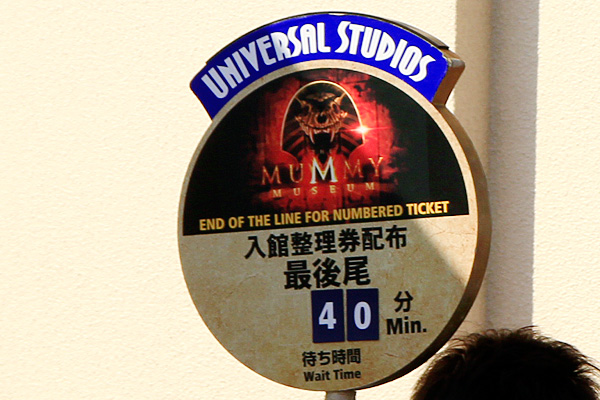 UNIVERSAL STUDIOS
MUMMY
MUSEUM
END OF THE LINE FOR NUMBERED TICKET
入館整理券配布
最後尾
40 分
Min.
待ち時間
Wait Time